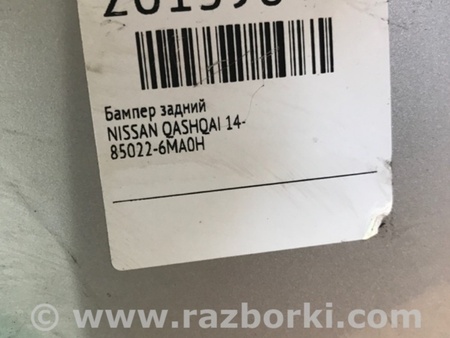 Бампер задний
NISSAN QASHQAI 14-
85022-6MA0H
www.razborki.com